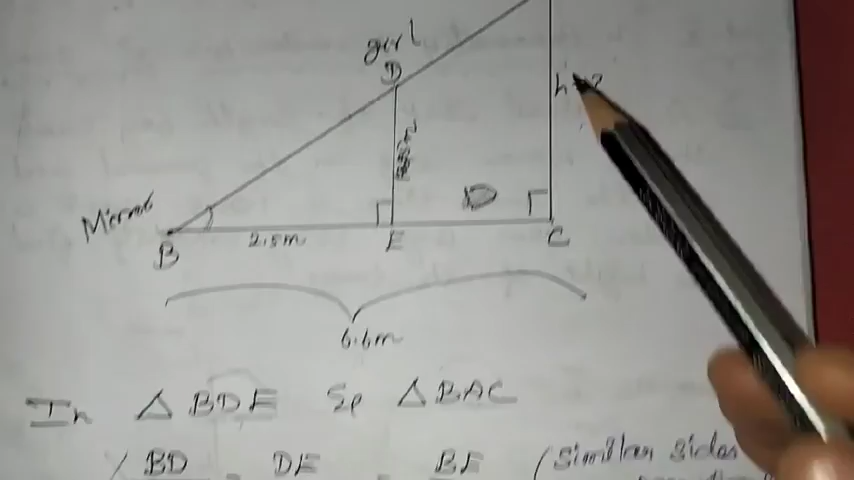 girl
D
h=?
Mirror
D
B
2.5m
E
C
6.6m
In △BDE & △BAC
BD = DE = BE (Similar sides